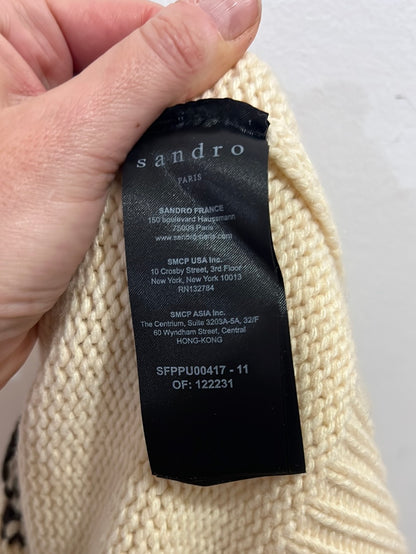 sandro
PARIS
SANDRO FRANCE
150 boulevard Haussmann
75008 Paris
www.sandro-paris.com
SMCP USA Inc.
10 Crosby Street, 3rd Floor
New York, New York 10013
RN132784
SMCP ASIA Inc.
The Centrium, Suite 3203A-5A, 32/F
60 Wyndham Street, Central
HONG-KONG
SFPPU00417 - 11
OF: 122231